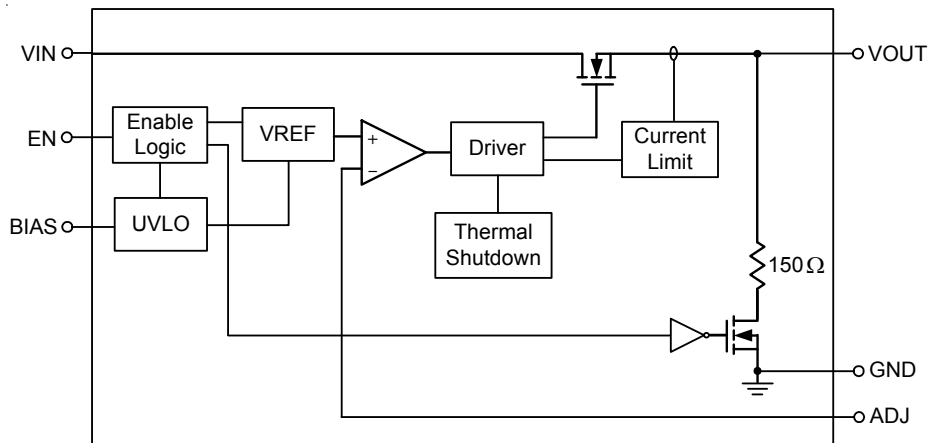 VIN
VOUT
EN
Enable
Logic
VREF
+
−
Driver
Current
Limit
BIAS
UVLO
Thermal
Shutdown
150Ω
GND
ADJ